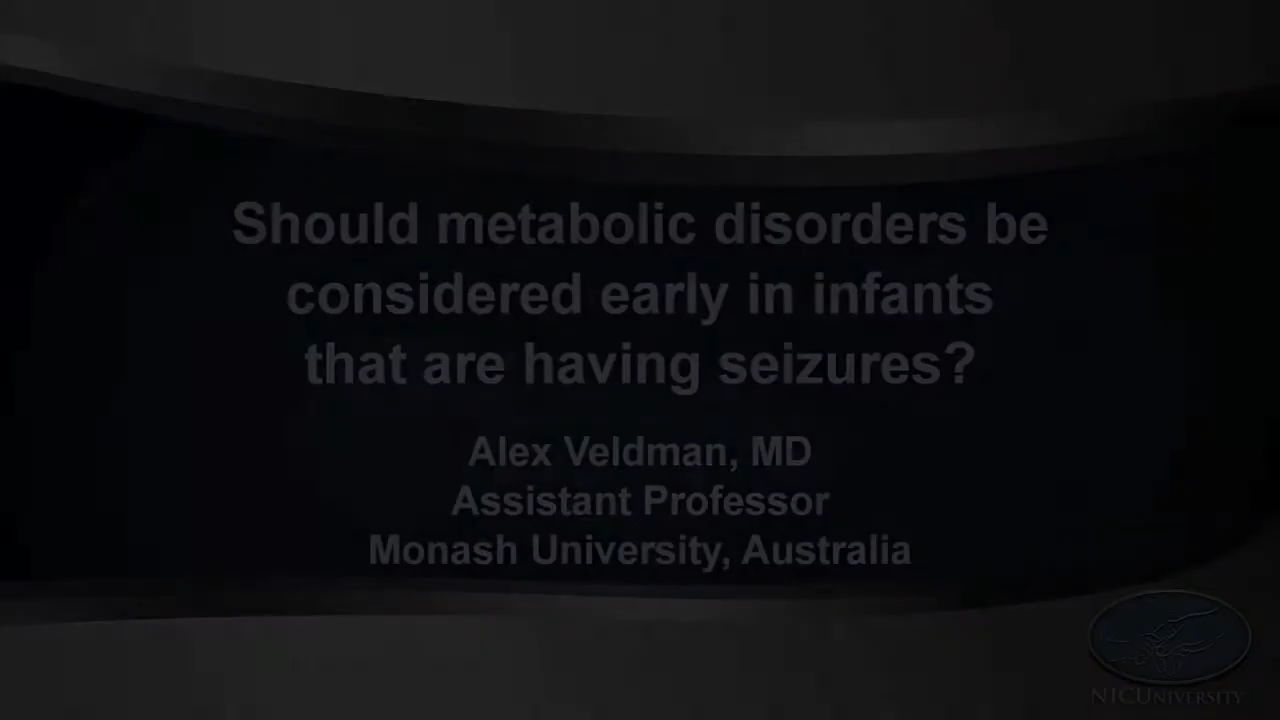 Should metabolic disorders be
considered early in infants
that are having seizures?
Alex Veldman, MD
Assistant Professor
Monash University, Australia
NICUniversity